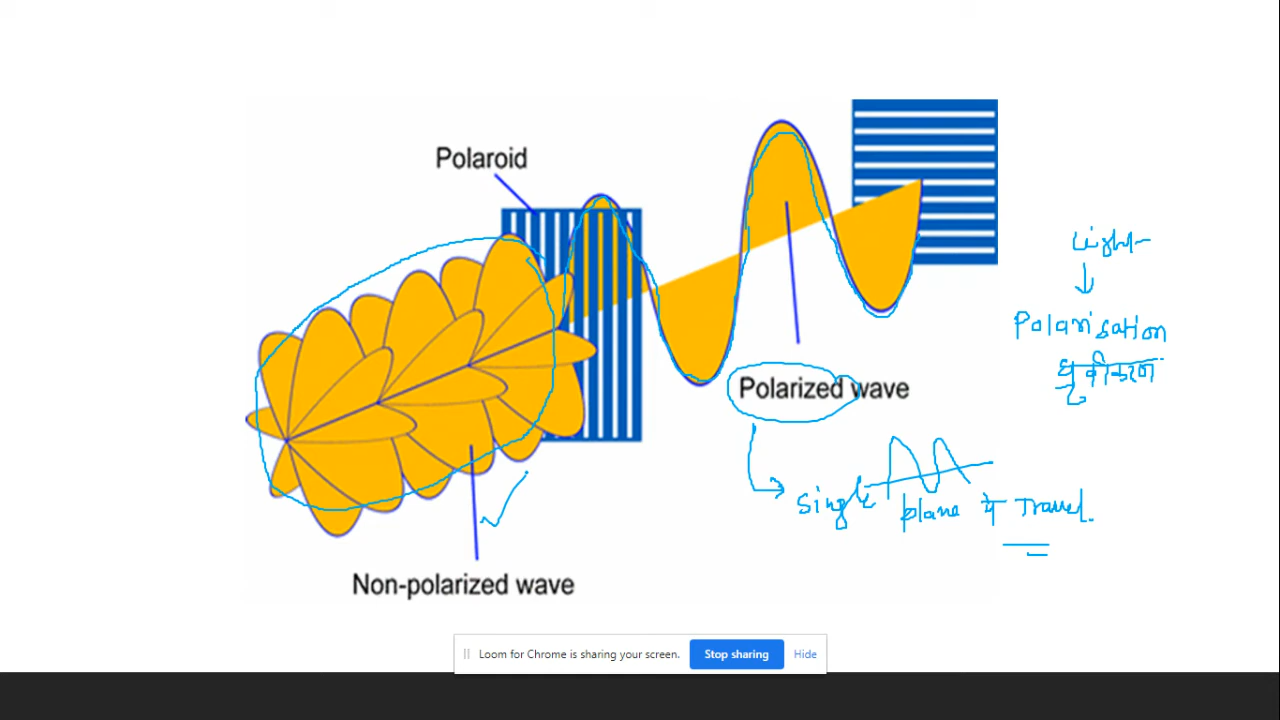 Polaroid
Light
Polarisation
ध्रुवीकरण
Polarized wave
Single plane में Travel.
Non-polarized wave
Loom for Chrome is sharing your screen. Stop sharing Hide